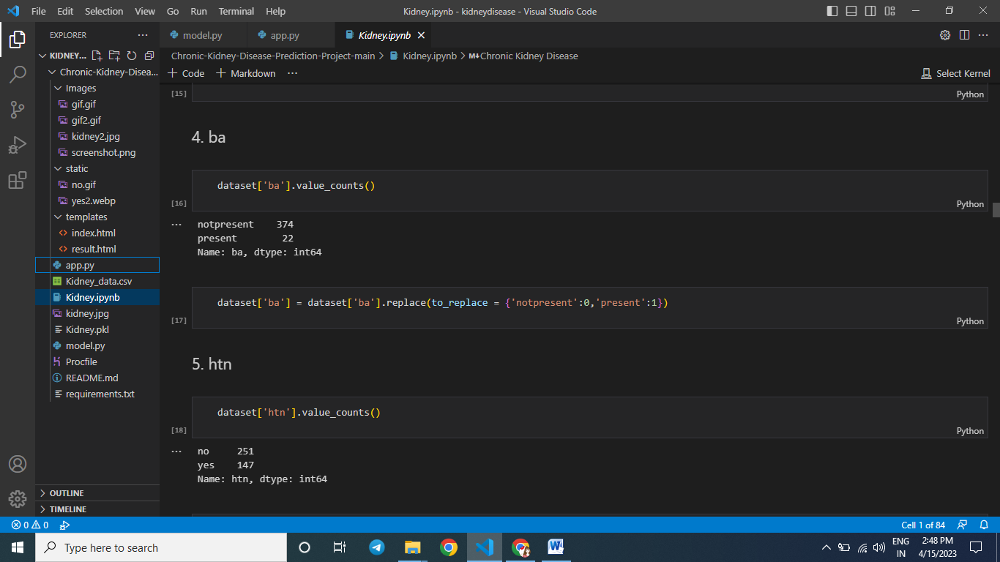 File Edit Selection View Go Run Terminal Help
Kidney.ipynb - kidneydisease - Visual Studio Code
EXPLORER
KIDNEY...
Chronic-Kidney-Disea...
Images
gif.gif
gif2.gif
kidney2.jpg
screenshot.png
static
no.gif
yes2.webp
templates
index.html
result.html
app.py
Kidney_data.csv
Kidney.ipynb
kidney.jpg
Kidney.pkl
model.py
Procfile
README.md
requirements.txt
OUTLINE
TIMELINE
model.py app.py Kidney.ipynb
Chronic-Kidney-Disease-Prediction-Project-main > Kidney.ipynb > M↓Chronic Kidney Disease
+ Code + Markdown ... Select Kernel
[15] Python
4. ba
dataset['ba'].value_counts()
[16] Python
... notpresent    374
present        22
Name: ba, dtype: int64
dataset['ba'] = dataset['ba'].replace(to_replace = {'notpresent':0,'present':1})
[17] Python
5. htn
dataset['htn'].value_counts()
[18] Python
... no     251
yes    147
Name: htn, dtype: int64
0 0 Cell 1 of 84
Type here to search
ENG
IN
2:48 PM
4/15/2023